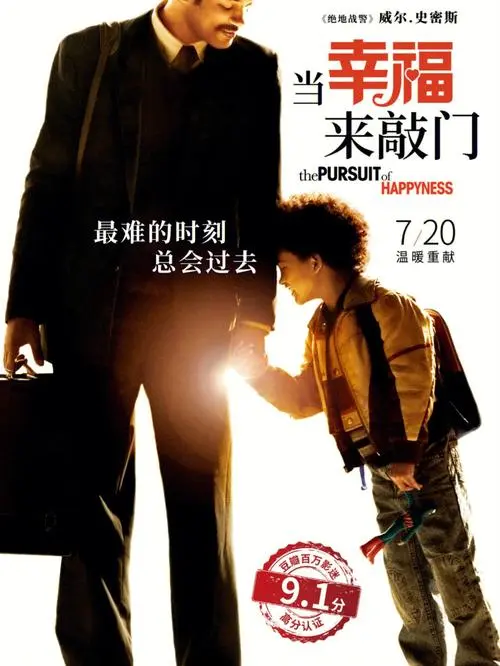 《绝地战警》威尔.史密斯
当幸福
来敲门
the PURSUIT of
HAPPYNESS
7/20
温暖重献
最难的时刻
总会过去
豆瓣百万影迷
9.1分
高分认证